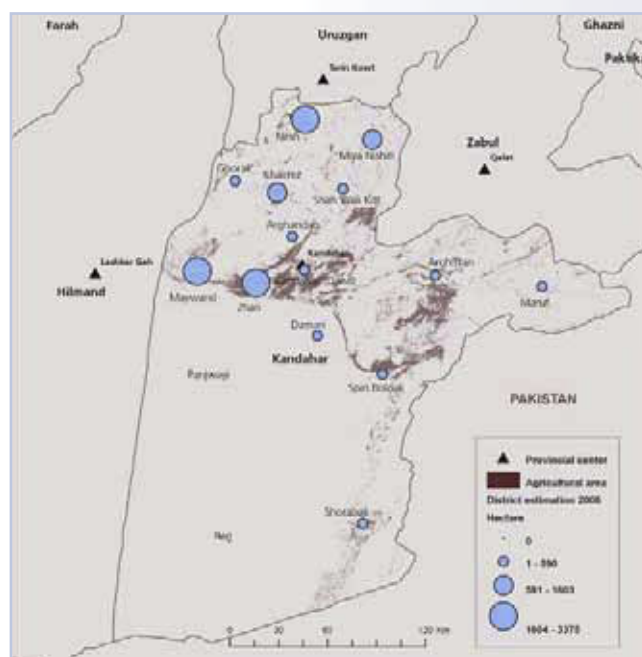 Farah
Ghazni
Uruzgan
Tarin Kowt
Zabul
Qalat
Nesh
Miya Nishin
Ghorak
Khakrez
Shah Wali Kot
Arghandab
Kandahar
Lashkar Gah
Hilmand
Maywand
Zhari
Arghistan
Maruf
Daman
Kandahar
Panjwayi
Spin Boldak
PAKISTAN
Shorabak
Reg
Provincial center
Agricultural area
District estimation 2005
Hectare
0
1 - 590
591 - 1603
1604 - 3375
0 30 60 120 Km